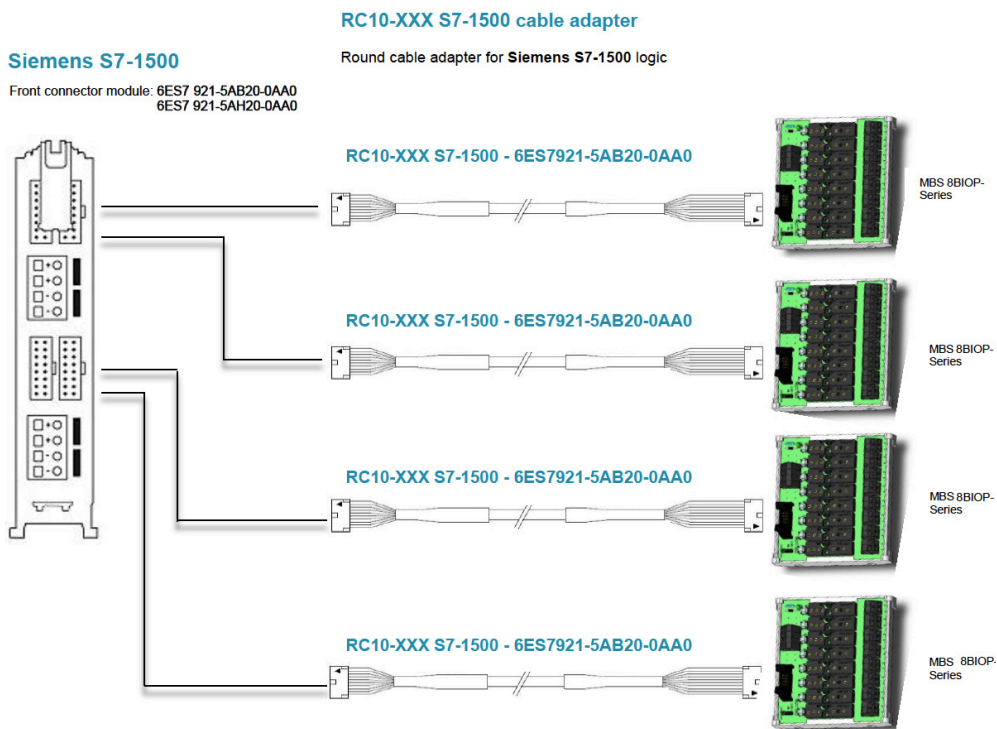 RC10-XXX S7-1500 cable adapter
Round cable adapter for Siemens S7-1500 logic
Siemens S7-1500
Front connector module: 6ES7 921-5AB20-0AA0
6ES7 921-5AH20-0AA0
RC10-XXX S7-1500 - 6ES7921-5AB20-0AA0
MBS 8BIOP-
Series
RC10-XXX S7-1500 - 6ES7921-5AB20-0AA0
MBS 8BIOP-
Series
RC10-XXX S7-1500 - 6ES7921-5AB20-0AA0
MBS 8BIOP-
Series
RC10-XXX S7-1500 - 6ES7921-5AB20-0AA0
MBS 8BIOP-
Series